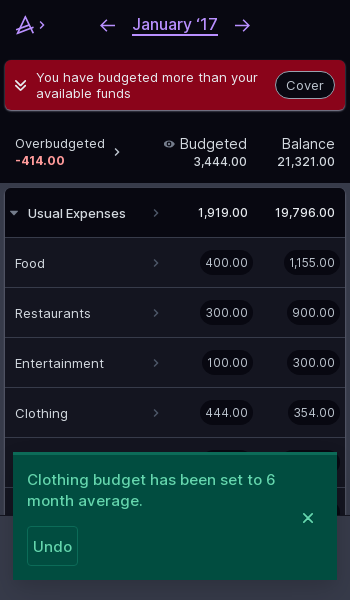 January ‘17
You have budgeted more than your
available funds
Cover
Overbudgeted
-414.00
Budgeted
3,444.00
Balance
21,321.00
Usual Expenses 1,919.00 19,796.00
Food 400.00 1,155.00
Restaurants 300.00 900.00
Entertainment 100.00 300.00
Clothing 444.00 354.00
Clothing budget has been set to 6
month average.
Undo